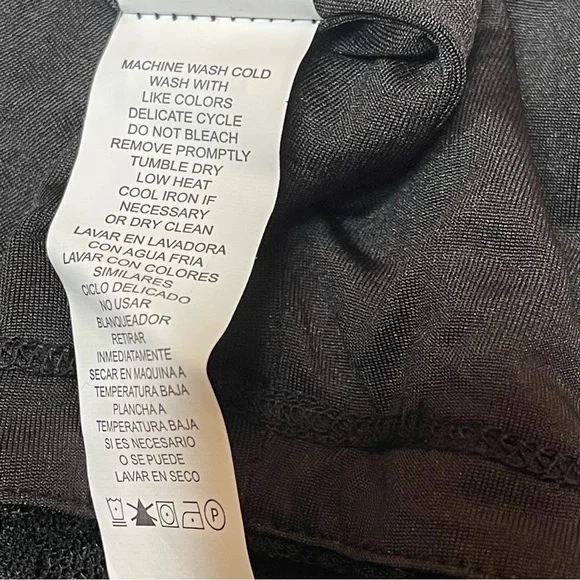 MACHINE WASH COLD
WASH WITH
LIKE COLORS
DELICATE CYCLE
DO NOT BLEACH
REMOVE PROMPTLY
TUMBLE DRY
LOW HEAT
COOL IRON IF
NECESSARY
OR DRY CLEAN
LAVAR EN LAVADORA
CON AGUA FRIA
LAVAR CON COLORES
SIMILARES
CICLO DELICADO
NO USAR
BLANQUEADOR
RETIRAR
INMEDIATAMENTE
SECAR EN MAQUINA A
TEMPERATURA BAJA
PLANCHA A
TEMPERATURA BAJA
SI ES NECESARIO
O SE PUEDE
LAVAR EN SECO
P